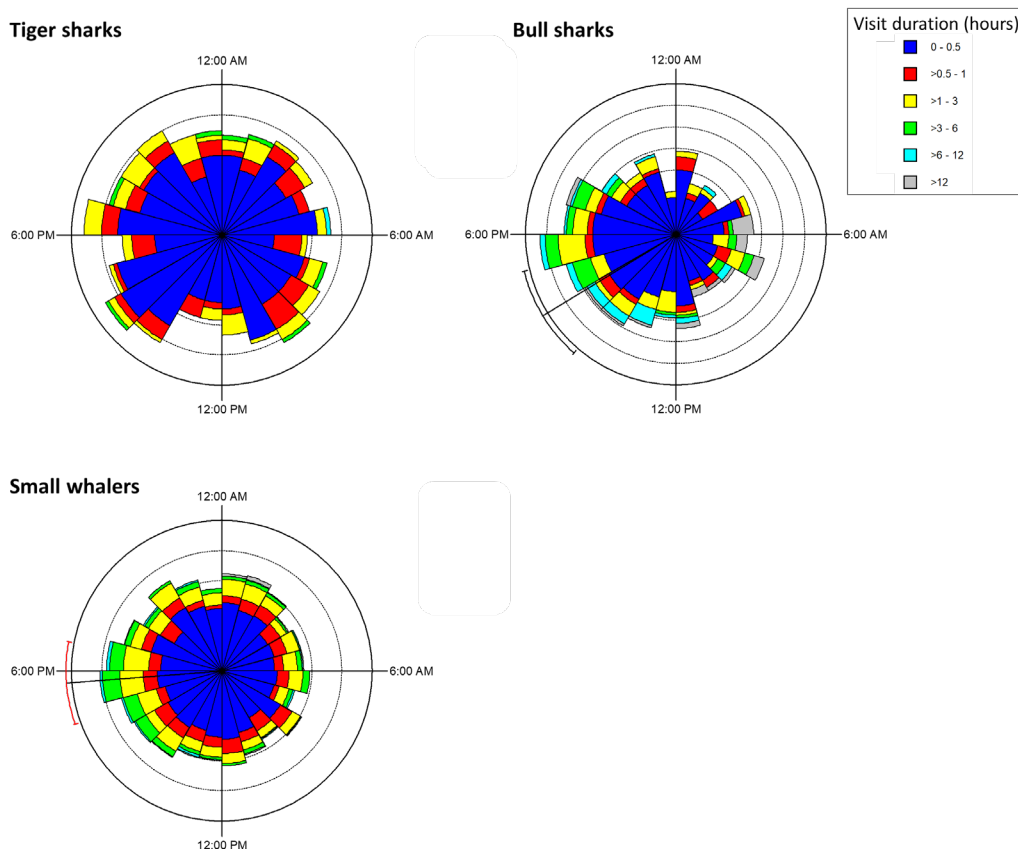 Tiger sharks
12:00 AM
6:00 PM
6:00 AM
12:00 PM
Bull sharks
12:00 AM
6:00 PM
6:00 AM
12:00 PM
Visit duration (hours)
0 - 0.5
>0.5 - 1
>1 - 3
>3 - 6
>6 - 12
>12
Small whalers
12:00 AM
6:00 PM
6:00 AM
12:00 PM